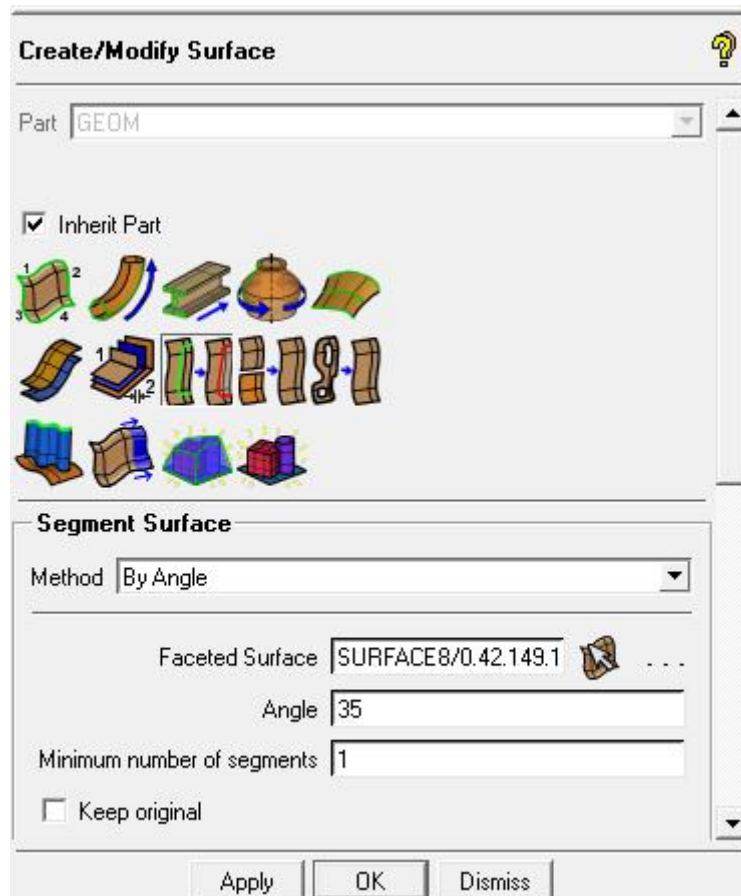 Create/Modify Surface
Part GEOM
Inherit Part
1 2
3 4
1
2
Segment Surface
Method By Angle
Faceted Surface SURFACE8/0.42.149.1 . . .
Angle 35
Minimum number of segments 1
Keep original
Apply OK Dismiss